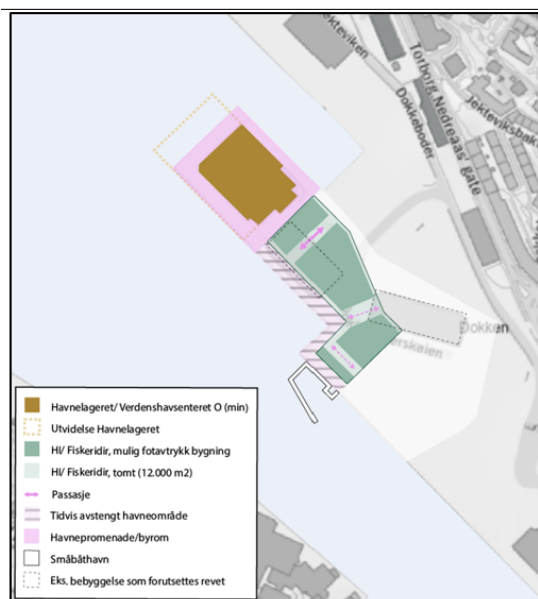 Jekteviken
Torborg Nedreaas' gate
Dokkeboder
Jekteviksbakk
Dokken
erskaien
Havnelageret/ Verdenshavsenteret O (min)
Utvidelse Havnelageret
HI/ Fiskeridir, mulig fotavtrykk bygning
HI/ Fiskeridir, tomt (12.000 m2)
Passasje
Tidvis avstengt havneområde
Havnepromenade/byrom
Småbåthavn
Eks. bebyggelse som forutsettes revet